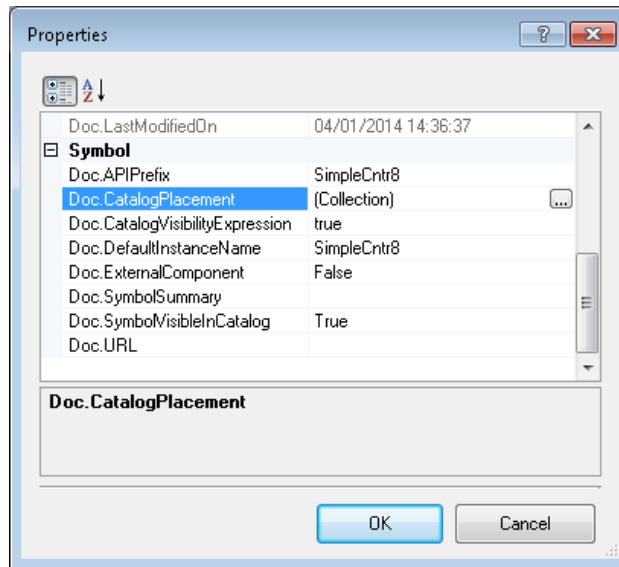 Properties
?
A
Z
Doc.LastModifiedOn 04/01/2014 14:36:37
Symbol
Doc.APIPrefix SimpleCntr8
Doc.CatalogPlacement (Collection) ...
Doc.CatalogVisibilityExpression true
Doc.DefaultInstanceName SimpleCntr8
Doc.ExternalComponent False
Doc.SymbolSummary
Doc.SymbolVisibleInCatalog True
Doc.URL
Doc.CatalogPlacement
OK Cancel